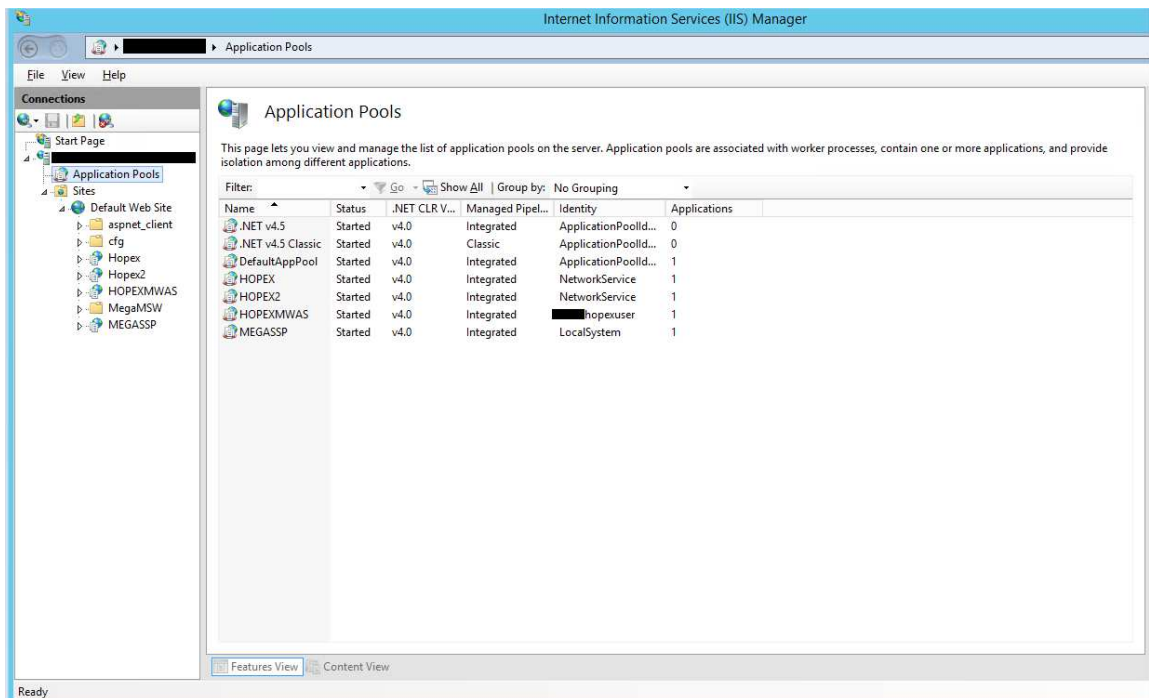 Internet Information Services (IIS) Manager
Application Pools
File View Help
Connections
Start Page
Application Pools
Sites
Default Web Site
aspnet_client
cfg
Hopex
Hopex2
HOPEXMWAS
MegaMSW
MEGASSP
Application Pools
This page lets you view and manage the list of application pools on the server. Application pools are associated with worker processes, contain one or more applications, and provide
isolation among different applications.
Filter: Go Show All Group by: No Grouping
Name Status .NET CLR V... Managed Pipel... Identity Applications
.NET v4.5 Started v4.0 Integrated ApplicationPoolId... 0
.NET v4.5 Classic Started v4.0 Classic ApplicationPoolId... 0
DefaultAppPool Started v4.0 Integrated ApplicationPoolId... 1
HOPEX Started v4.0 Integrated NetworkService 1
HOPEX2 Started v4.0 Integrated NetworkService 1
HOPEXMWAS Started v4.0 Integrated hopexuser 1
MEGASSP Started v4.0 Integrated LocalSystem 1
Features View Content View
Ready